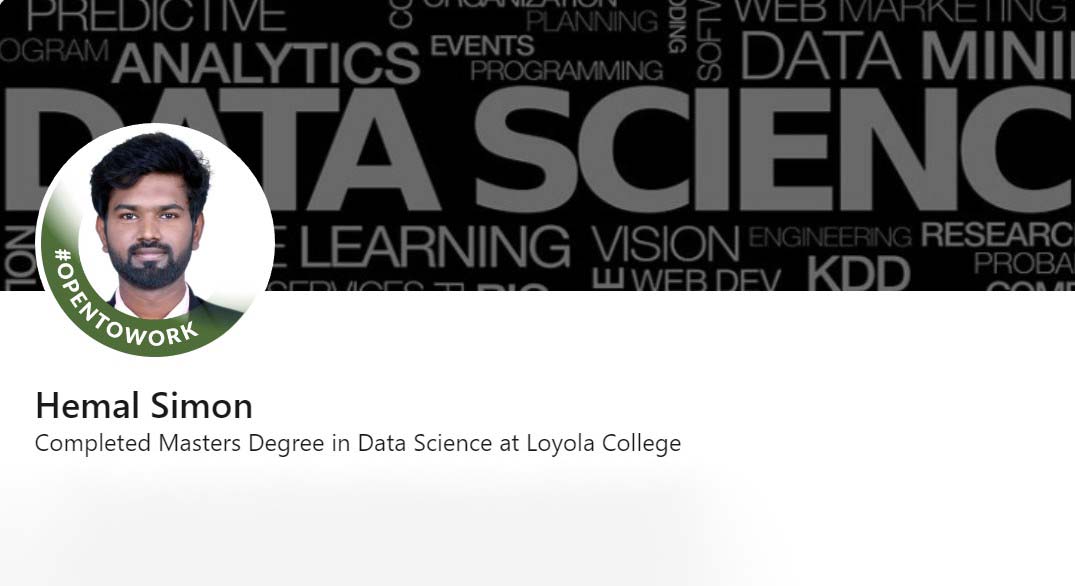 PREDICTIVE
PLANNING
WEB MARKETING
OGRAM
ANALYTICS
EVENTS
PROGRAMMING
DATA MINI
DATA SCIENC
LEARNING
VISION
ENGINEERING
RESEARC
PROBA
WEB DEV
KDD
#OPENTOWORK
Hemal Simon
Completed Masters Degree in Data Science at Loyola College